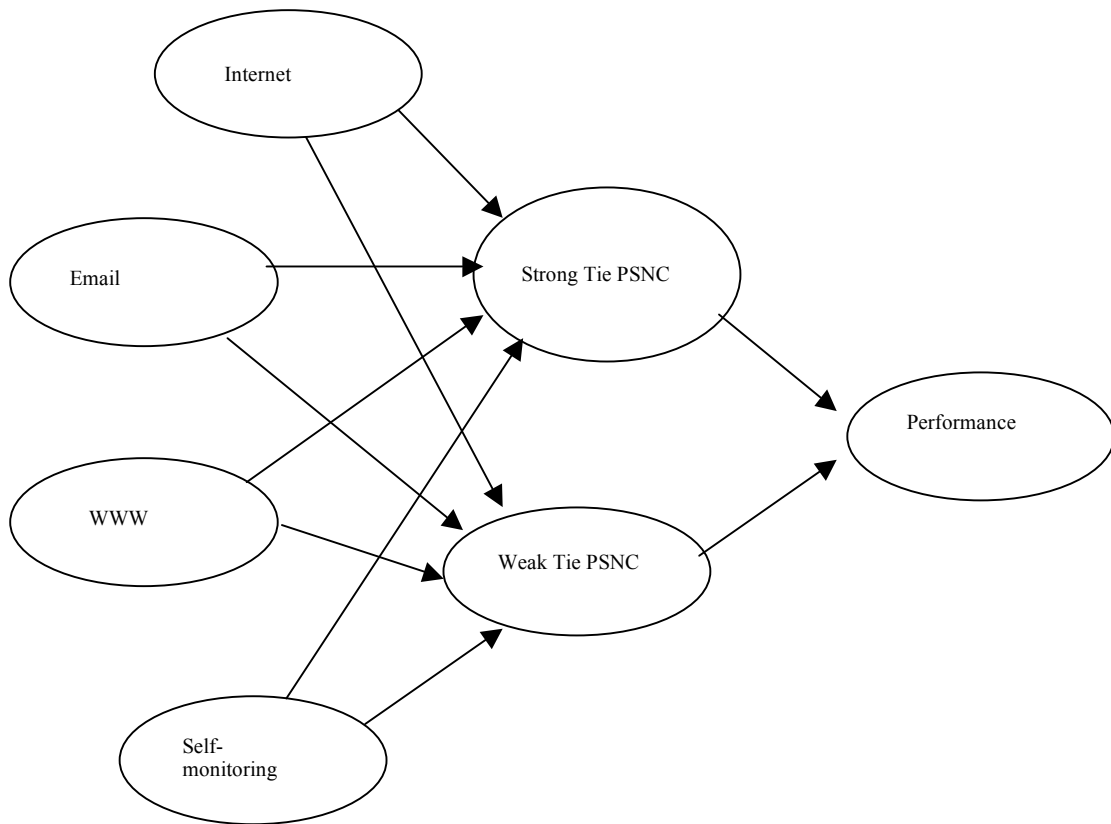 Internet
Email
Strong Tie PSNC
Performance
WWW
Weak Tie PSNC
Self-
monitoring